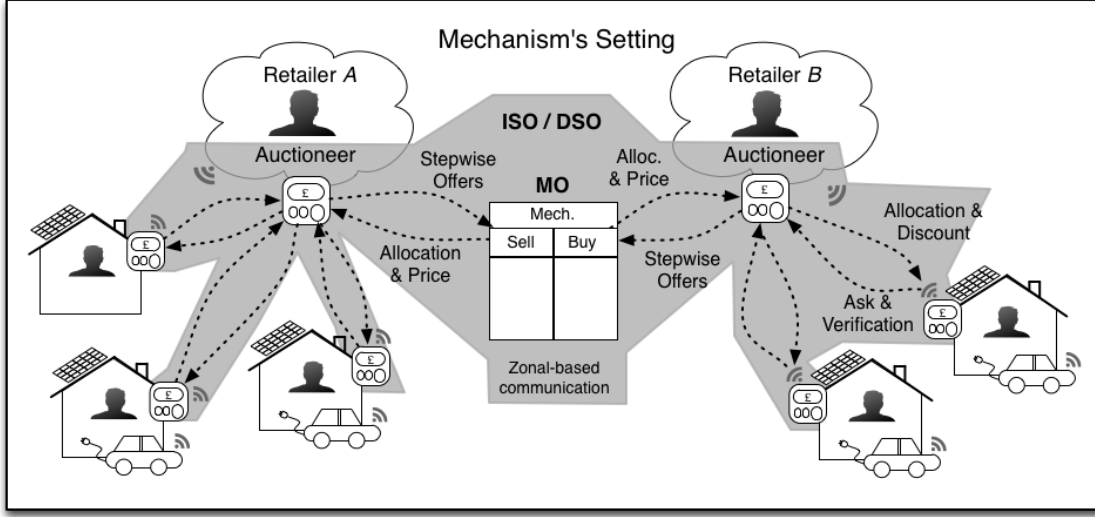 Mechanism's Setting
Retailer A
Auctioneer
£
Stepwise
Offers
Allocation
& Price
£
£
£
ISO / DSO
MO
Mech.
Sell Buy
Zonal-based
communication
Retailer B
Auctioneer
£
Alloc.
& Price
Stepwise
Offers
Allocation &
Discount
Ask &
Verification
£
£